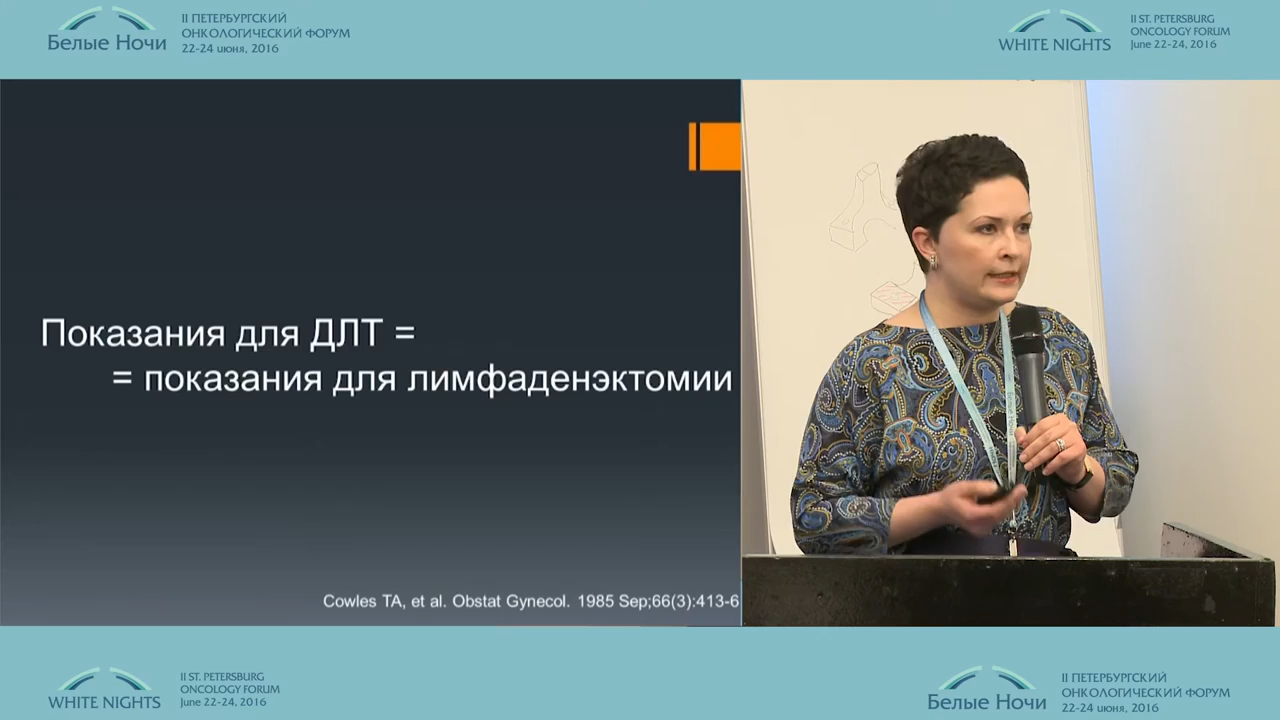 Белые Ночи
II ПЕТЕРБУРГСКИЙ
ОНКОЛОГИЧЕСКИЙ ФОРУМ
22-24 июня, 2016
WHITE NIGHTS
II ST. PETERSBURG
ONCOLOGY FORUM
June 22-24, 2016
Показания для ДЛТ =
= показания для лимфаденэктомии
Cowles TA, et al. Obstat Gynecol. 1985 Sep;66(3):413-6
WHITE NIGHTS
II ST. PETERSBURG
ONCOLOGY FORUM
June 22-24, 2016
Белые Ночи
II ПЕТЕРБУРГСКИЙ
ОНКОЛОГИЧЕСКИЙ ФОРУМ
22-24 июня, 2016